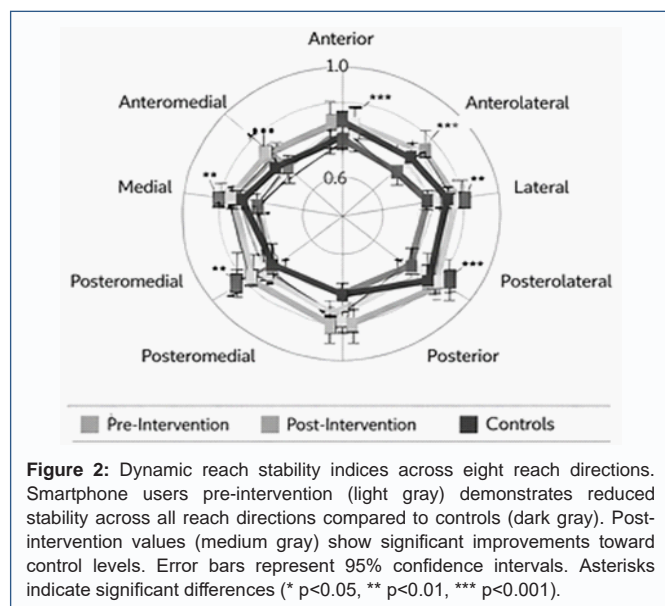 Anterior
1.0
***
Anteromedial
Anterolateral
***
***
Medial
**
0.6
**
Lateral
Posteromedial
**
***
Posterolateral
Posteromedial
Posterior
Pre-Intervention Post-Intervention Controls
Figure 2: Dynamic reach stability indices across eight reach directions.
Smartphone users pre-intervention (light gray) demonstrates reduced
stability across all reach directions compared to controls (dark gray). Post-
intervention values (medium gray) show significant improvements toward
control levels. Error bars represent 95% confidence intervals. Asterisks
indicate significant differences (* p<0.05, ** p<0.01, *** p<0.001).